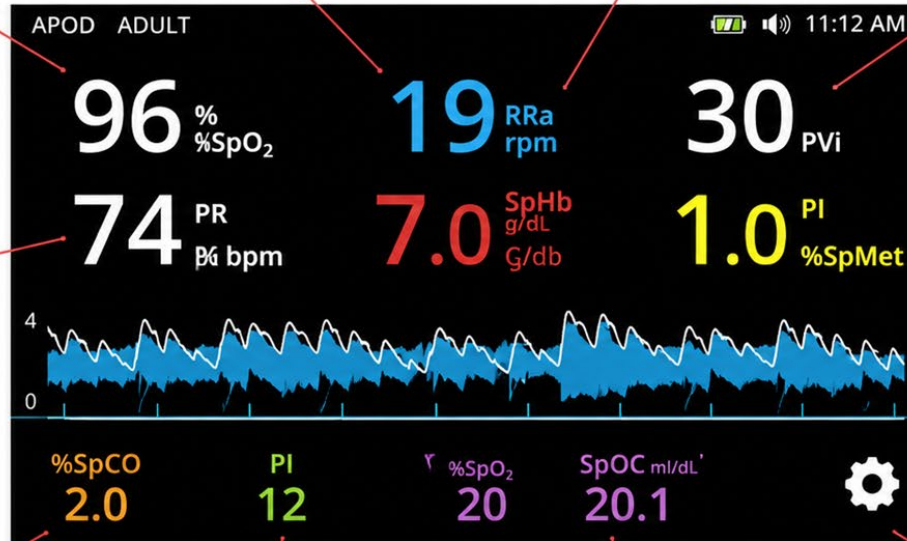 APOD ADULT 11:12 AM
96 % %SpO₂
19 RRa rpm
30 PVi
74 PR bpm
7.0 SpHb g/dL G/db
1.0 PI %SpMet
4
0
%SpCO PI %SpO₂ SpOC ml/dL'
2.0 12 20 20.1